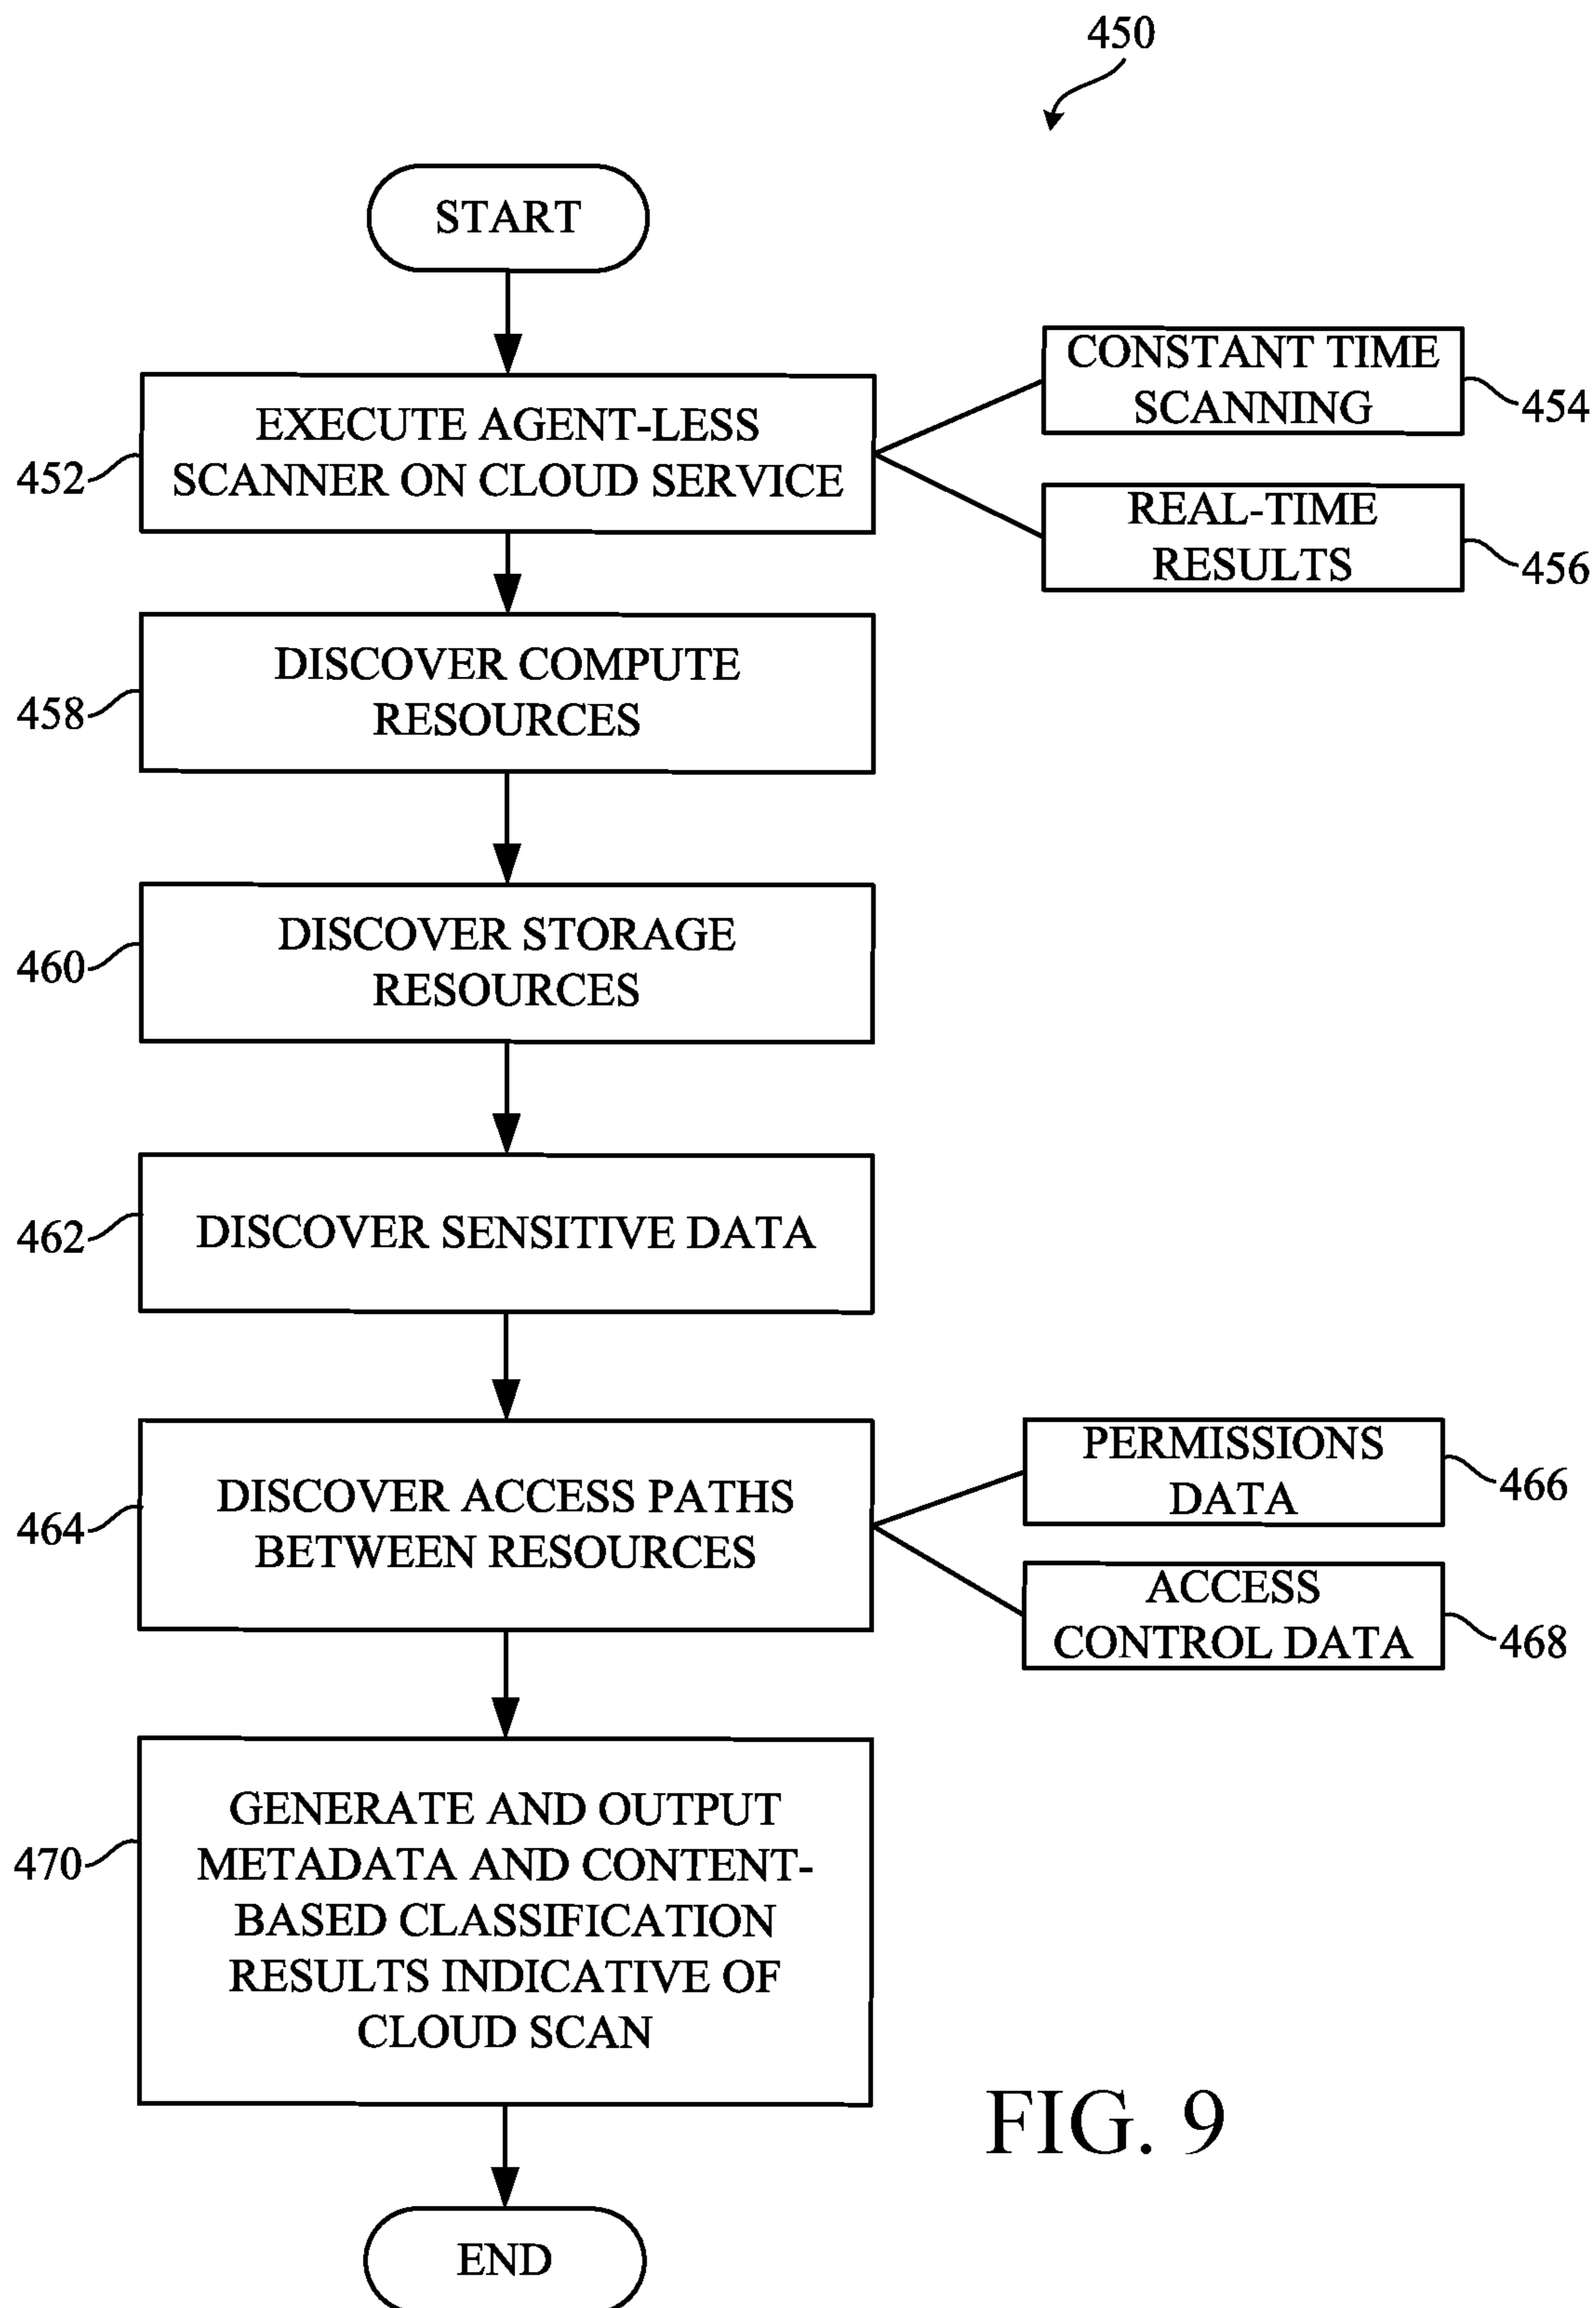 450
START
EXECUTE AGENT-LESS
SCANNER ON CLOUD SERVICE
452
CONSTANT TIME
SCANNING
454
REAL-TIME
RESULTS
456
DISCOVER COMPUTE
RESOURCES
458
DISCOVER STORAGE
RESOURCES
460
DISCOVER SENSITIVE DATA
462
DISCOVER ACCESS PATHS
BETWEEN RESOURCES
464
PERMISSIONS
DATA
466
ACCESS
CONTROL DATA
468
GENERATE AND OUTPUT
METADATA AND CONTENT-
BASED CLASSIFICATION
RESULTS INDICATIVE OF
CLOUD SCAN
470
END
FIG. 9